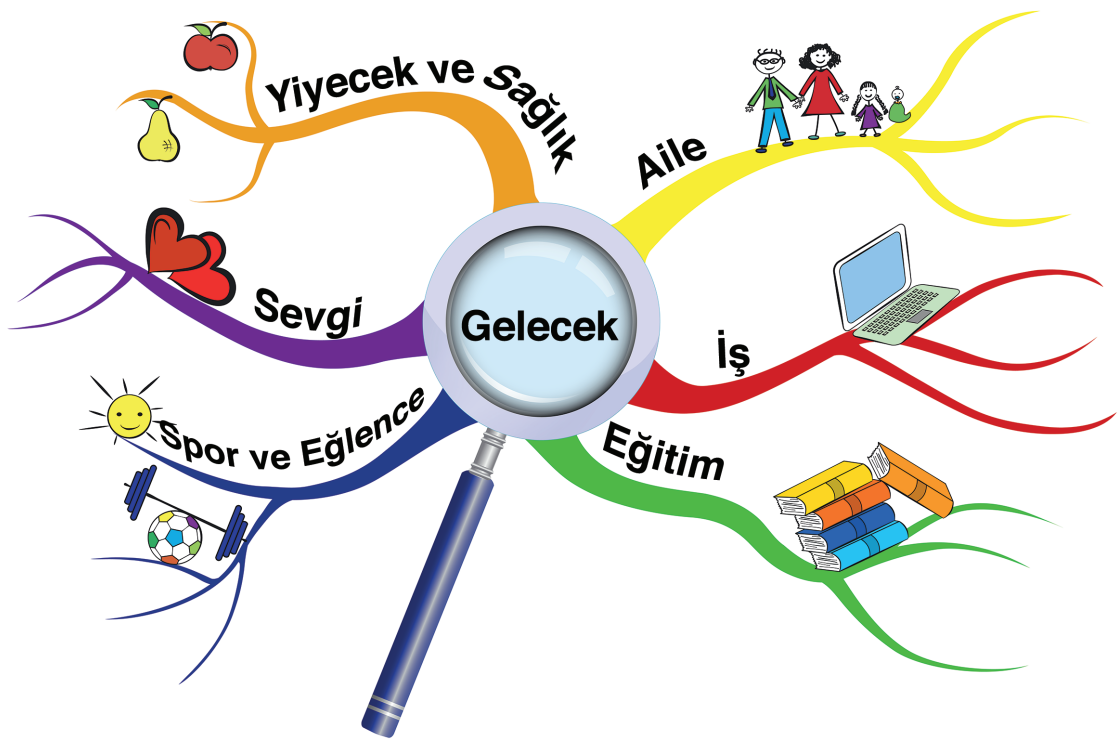 Yiyecek ve Sağlık
Aile
Sevgi
Gelecek
İş
Spor ve Eğlence
Eğitim